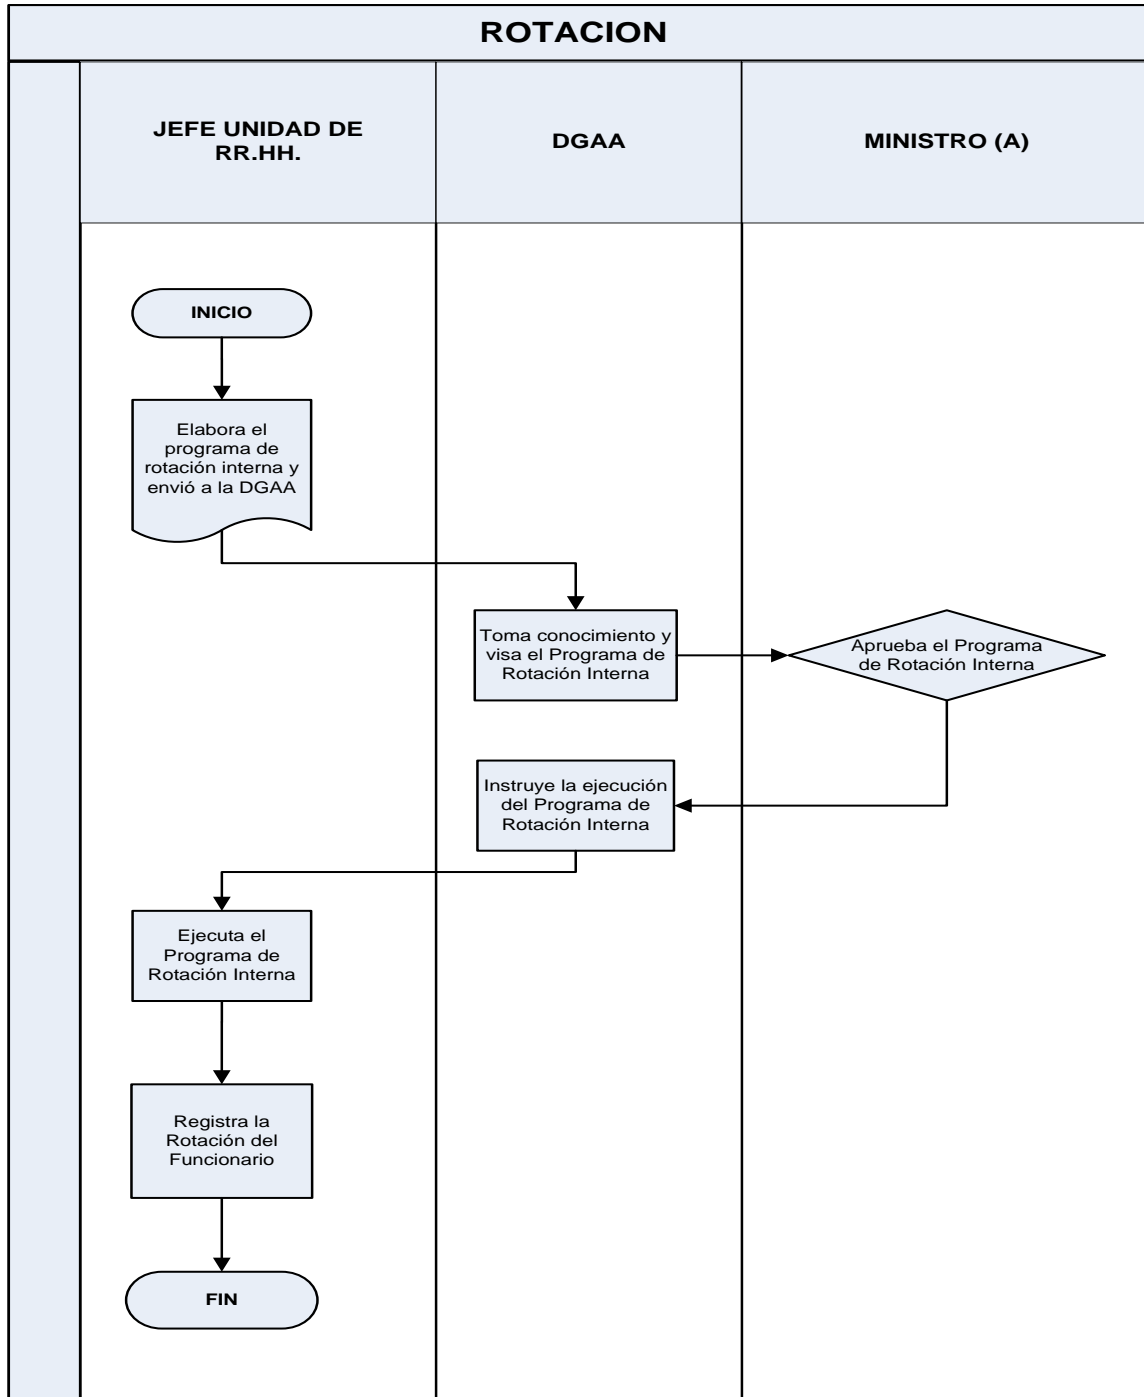 ROTACION
JEFE UNIDAD DE
RR.HH.
DGAA
MINISTRO (A)
INICIO
Elabora el
programa de
rotación interna y
envió a la DGAA
Toma conocimiento y
visa el Programa de
Rotación Interna
Aprueba el Programa
de Rotación Interna
Instruye la ejecución
del Programa de
Rotación Interna
Ejecuta el
Programa de
Rotación Interna
Registra la
Rotación del
Funcionario
FIN